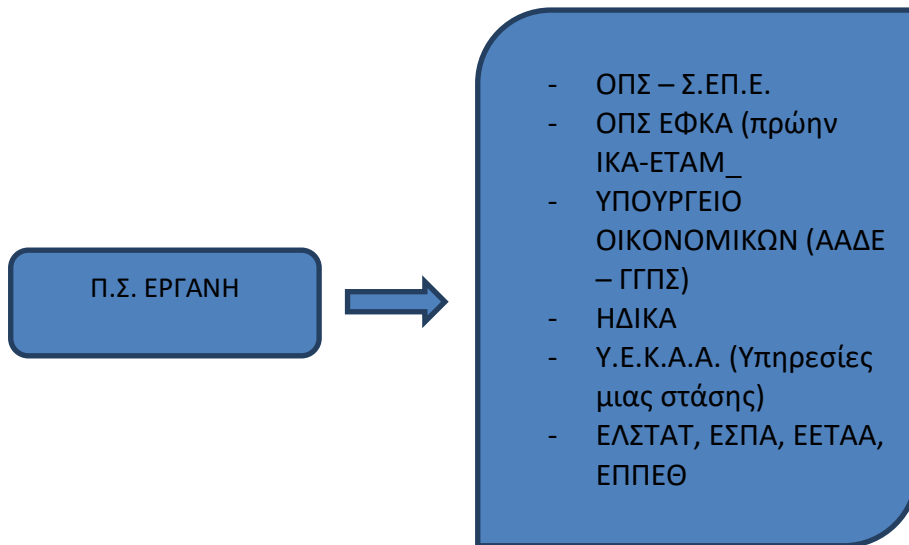 Π.Σ. ΕΡΓΑΝΗ
- ΟΠΣ – Σ.ΕΠ.Ε.
- ΟΠΣ ΕΦΚΑ (πρώην
ΙΚΑ-ΕΤΑΜ_
- ΥΠΟΥΡΓΕΙΟ
ΟΙΚΟΝΟΜΙΚΩΝ (ΑΑΔΕ
– ΓΓΠΣ)
- ΗΔΙΚΑ
- Υ.Ε.Κ.Α.Α. (Υπηρεσίες
μιας στάσης)
- ΕΛΣΤΑΤ, ΕΣΠΑ, ΕΕΤΑΑ,
ΕΠΠΕΘ